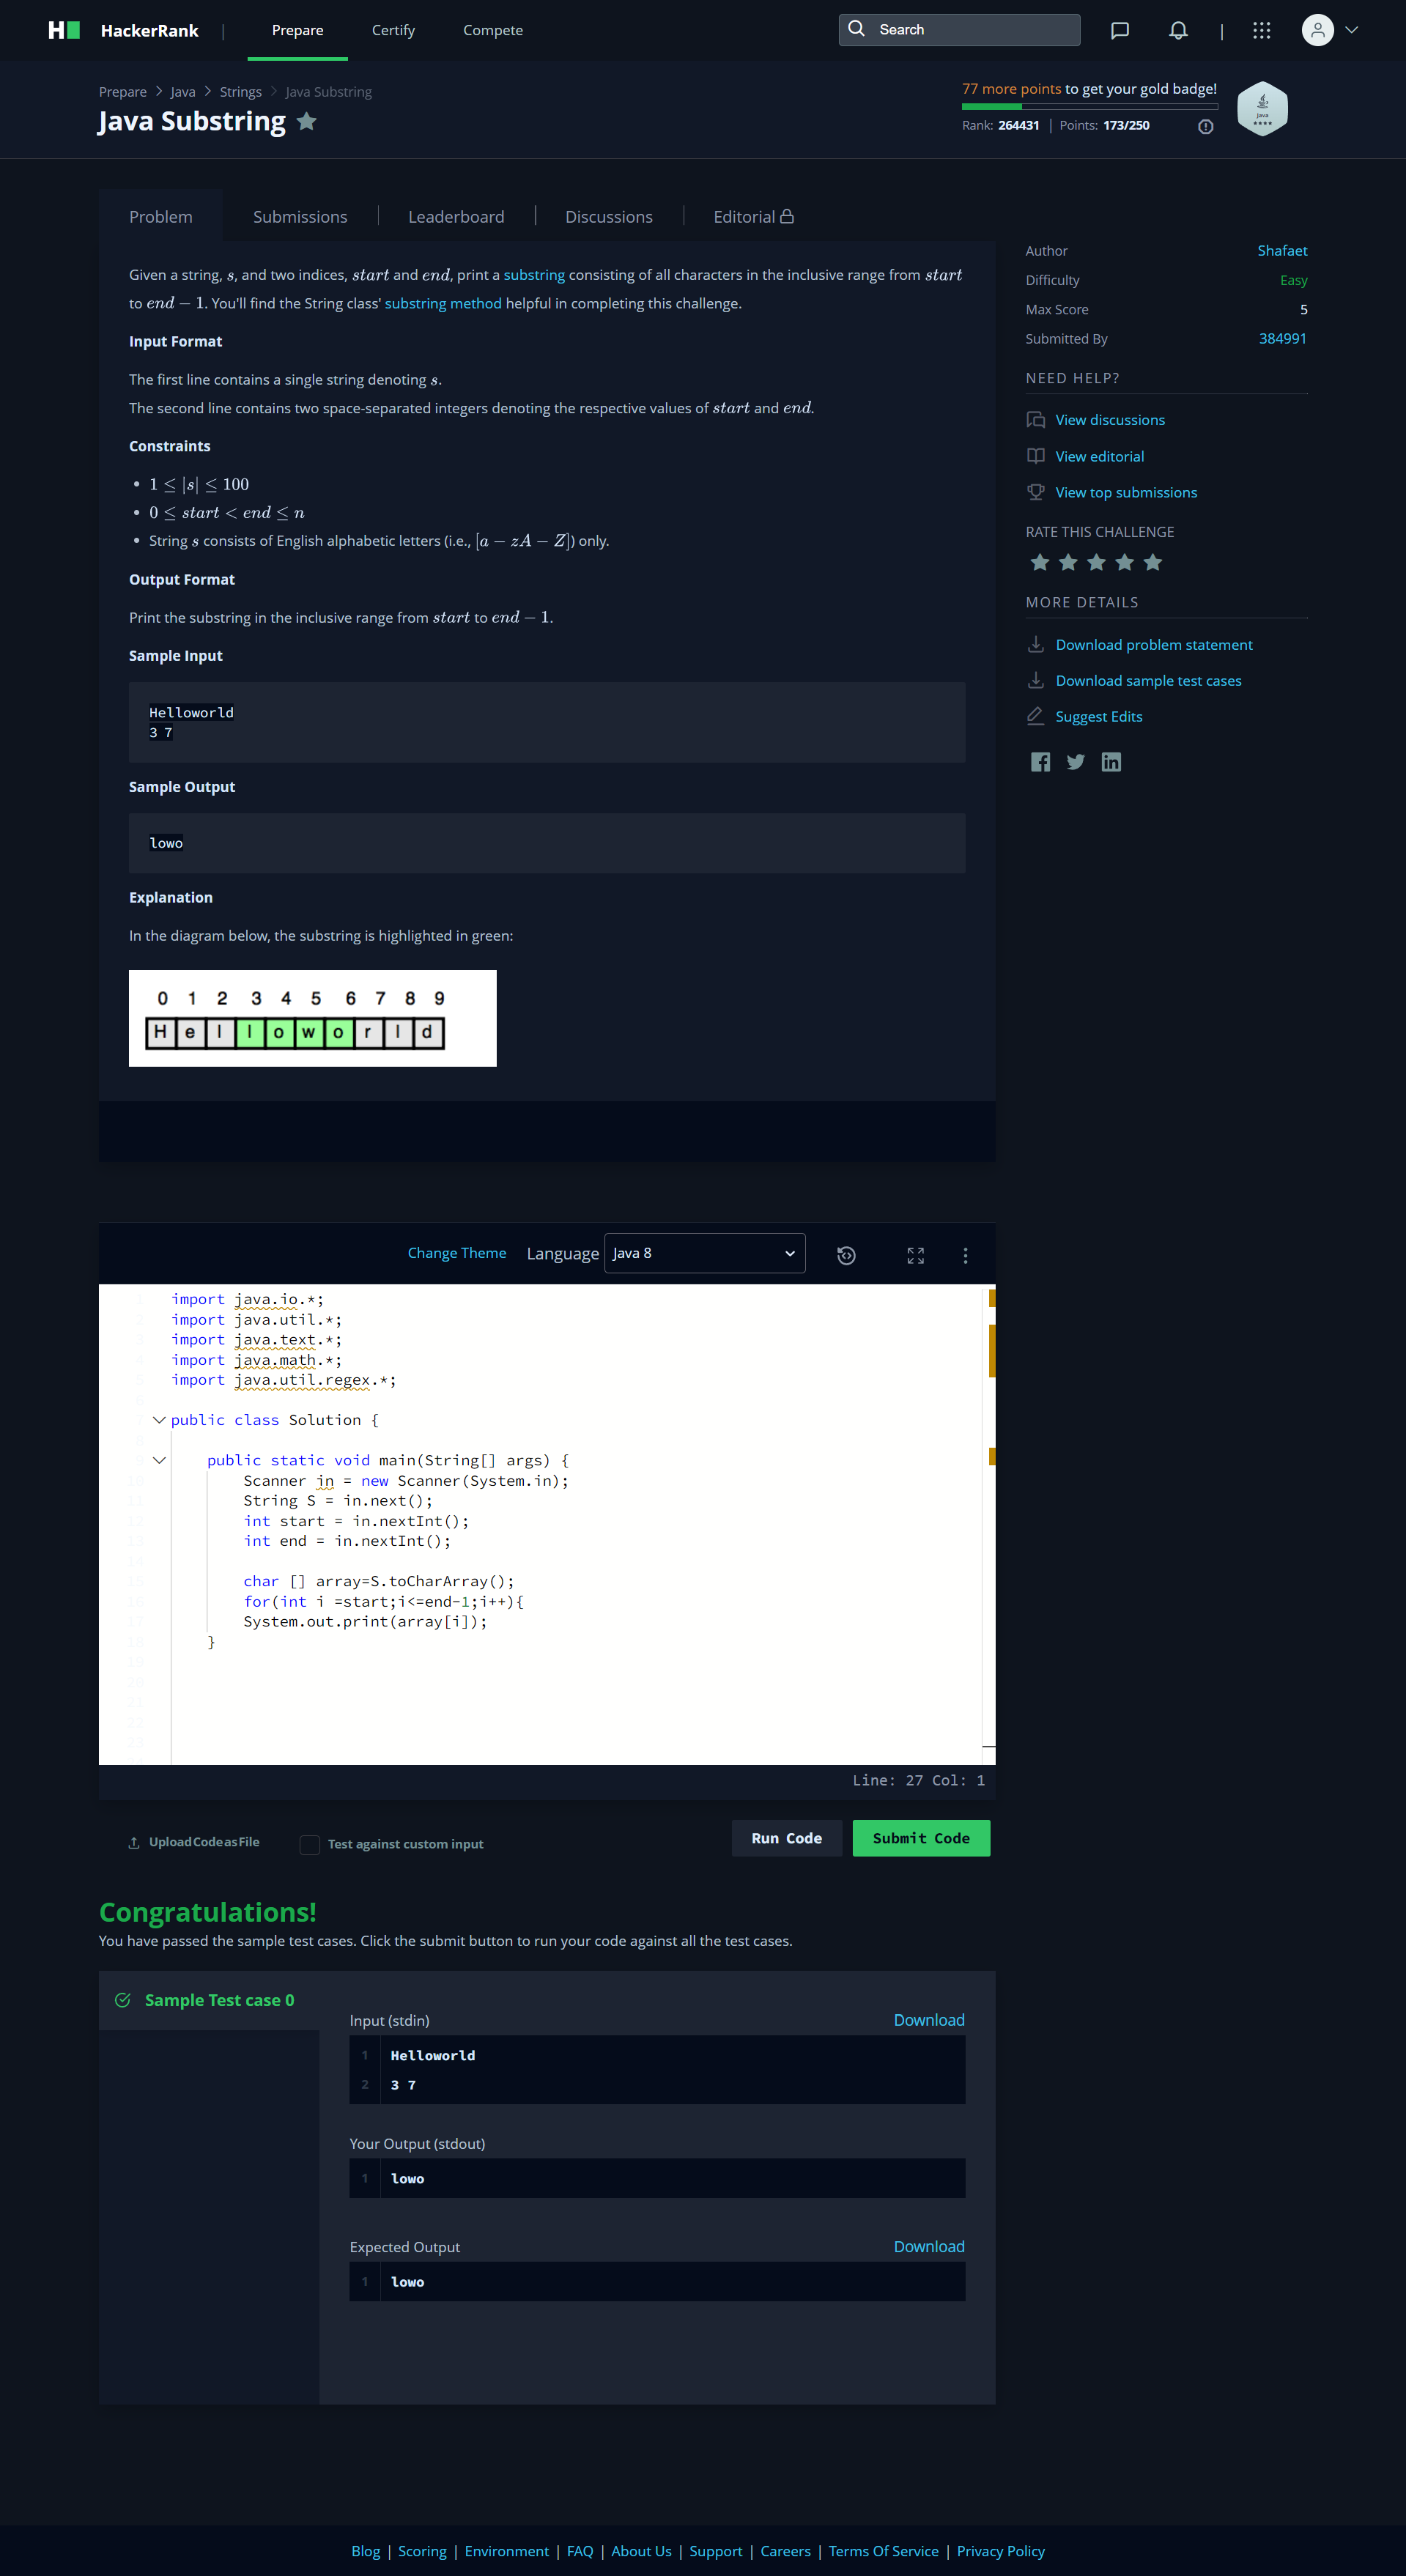 H HackerRank | Prepare Certify Compete Search |
Prepare > Java > Strings > Java Substring
Java Substring
77 more points to get your gold badge!
Rank: 264431 | Points: 173/250
Java
Problem Submissions Leaderboard Discussions Editorial
Given a string, s, and two indices, start and end, print a substring consisting of all characters in the inclusive range from start
to end − 1. You'll find the String class' substring method helpful in completing this challenge.
Input Format
The first line contains a single string denoting s.
The second line contains two space-separated integers denoting the respective values of start and end.
Constraints
• 1 ≤ |s| ≤ 100
• 0 ≤ start < end ≤ n
• String s consists of English alphabetic letters (i.e., [a − zA − Z]) only.
Output Format
Print the substring in the inclusive range from start to end − 1.
Sample Input
Helloworld
3 7
Sample Output
lowo
Explanation
In the diagram below, the substring is highlighted in green:
0 1 2 3 4 5 6 7 8 9
H e l l o w o r l d
Author Shafaet
Difficulty Easy
Max Score 5
Submitted By 384991
NEED HELP?
View discussions
View editorial
View top submissions
RATE THIS CHALLENGE
MORE DETAILS
Download problem statement
Download sample test cases
Suggest Edits
Change Theme Language Java 8
1 import java.io.*;
2 import java.util.*;
3 import java.text.*;
4 import java.math.*;
5 import java.util.regex.*;
6
7 public class Solution {
8
9 public static void main(String[] args) {
10 Scanner in = new Scanner(System.in);
11 String S = in.next();
12 int start = in.nextInt();
13 int end = in.nextInt();
14
15 char [] array=S.toCharArray();
16 for(int i =start;i<=end-1;i++){
17 System.out.print(array[i]);
18 }
19
20
21
22
23
Line: 27 Col: 1
Upload Code as File Test against custom input Run Code Submit Code
Congratulations!
You have passed the sample test cases. Click the submit button to run your code against all the test cases.
Sample Test case 0
Input (stdin) Download
1 Helloworld
2 3 7
Your Output (stdout)
1 lowo
Expected Output Download
1 lowo
Blog | Scoring | Environment | FAQ | About Us | Support | Careers | Terms Of Service | Privacy Policy